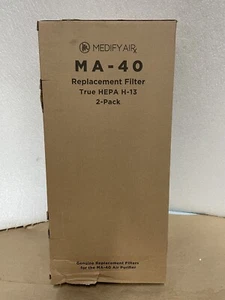 MEDIFY AIR
MA-40
Replacement Filter
True HEPA H-13
2-Pack
Genuine Replacement Filters
for the MA-40 Air Purifier